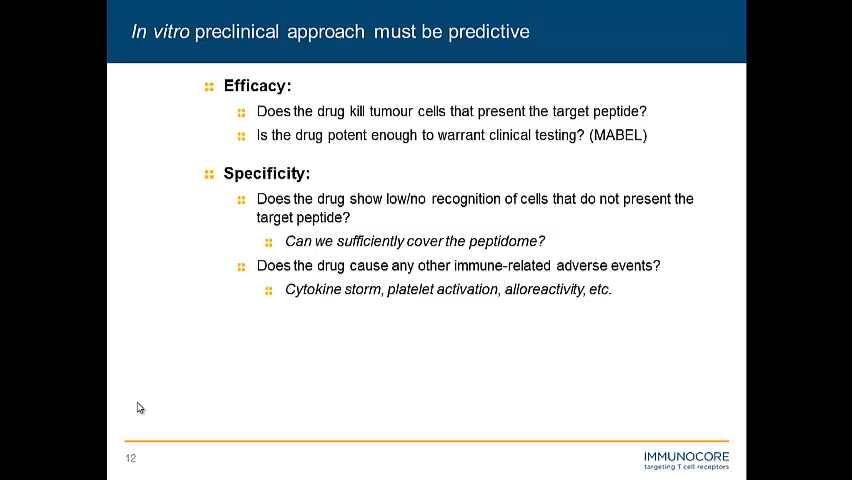 In vitro preclinical approach must be predictive
Efficacy:
Does the drug kill tumour cells that present the target peptide?
Is the drug potent enough to warrant clinical testing? (MABEL)
Specificity:
Does the drug show low/no recognition of cells that do not present the
target peptide?
Can we sufficiently cover the peptidome?
Does the drug cause any other immune-related adverse events?
Cytokine storm, platelet activation, alloreactivity, etc.
12
IMMUNOCORE
targeting T cell receptors